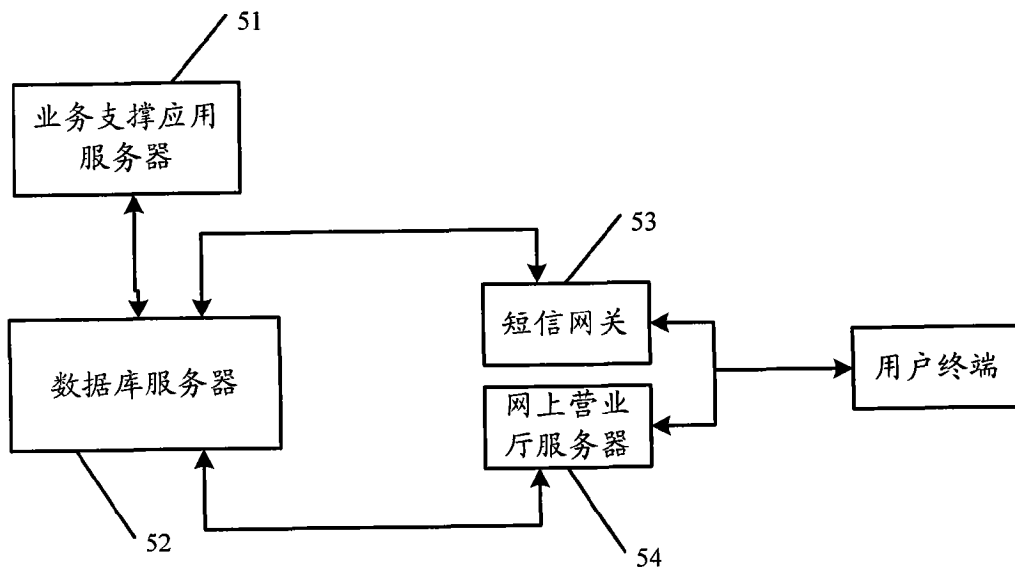 51
业务支撑应用
服务器
53
短信网关
数据库服务器
用户终端
网上营业
厅服务器
52
54